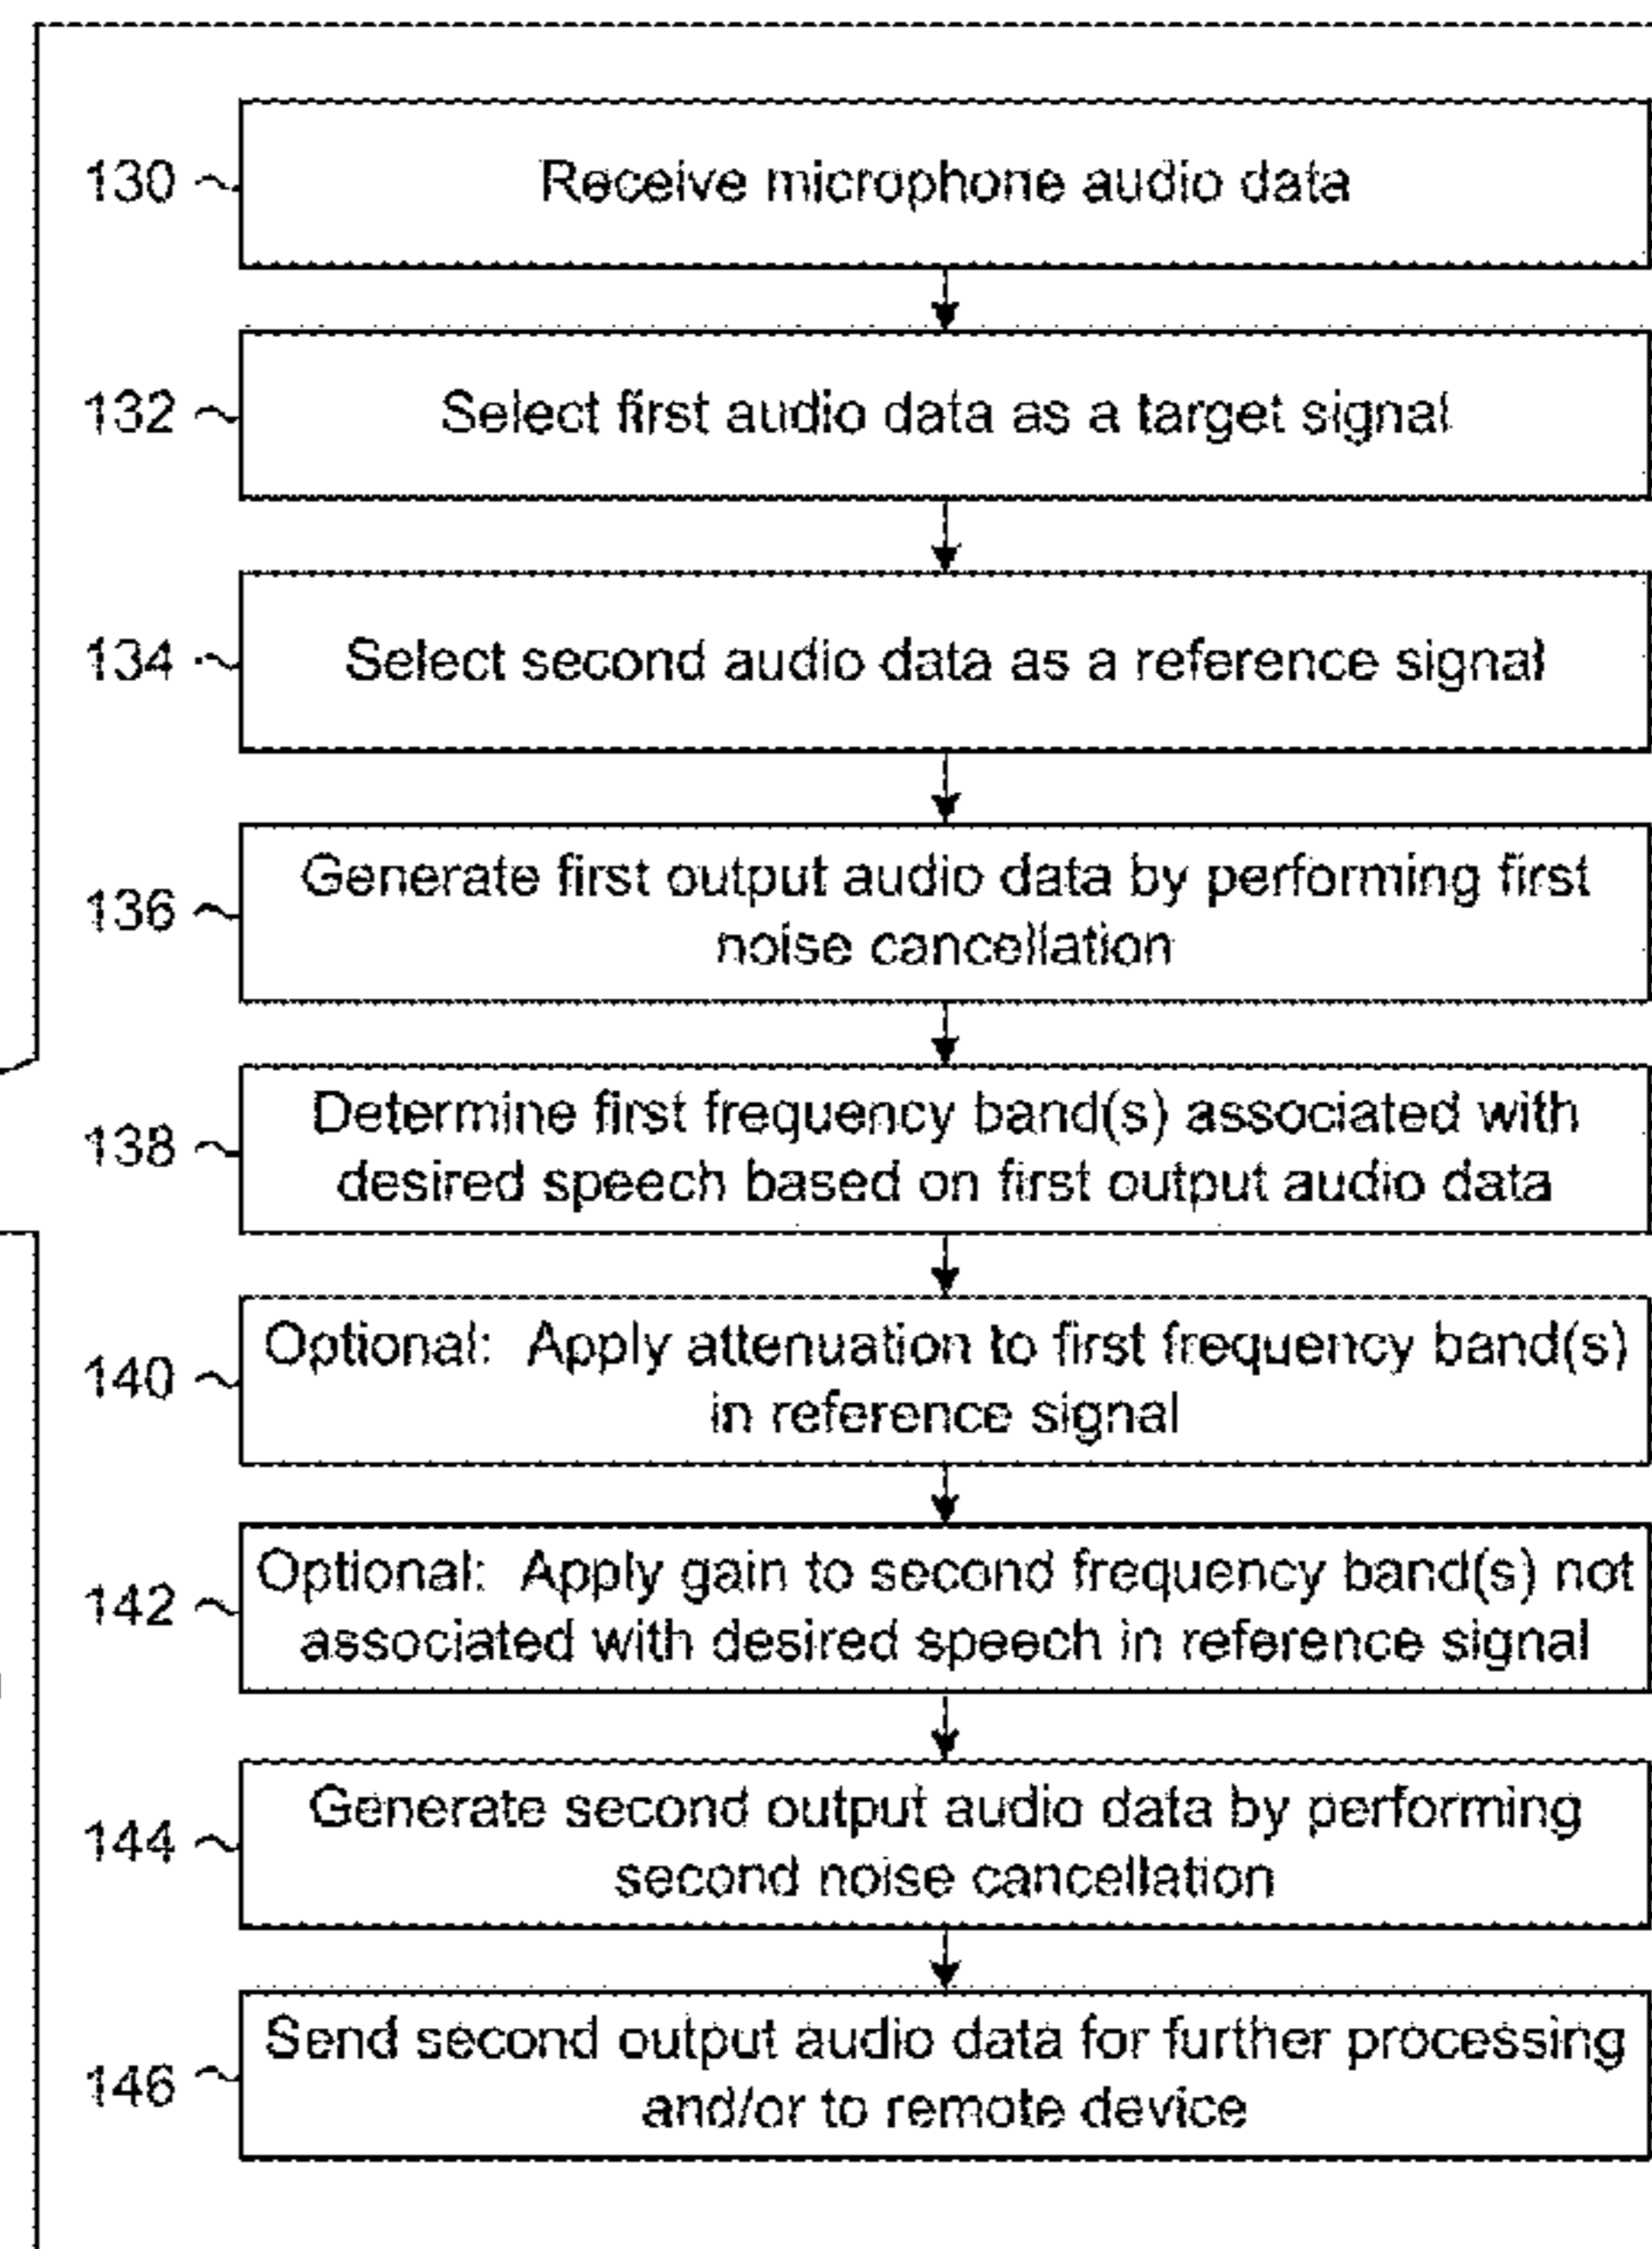 130
Receive microphone audio data
132
Select first audio data as a target signal
134
Select second audio data as a reference signal
136
Generate first output audio data by performing first
noise cancellation
138
Determine first frequency band(s) associated with
desired speech based on first output audio data
140
Optional: Apply attenuation to first frequency band(s)
in reference signal
142
Optional: Apply gain to second frequency band(s) not
associated with desired speech in reference signal
144
Generate second output audio data by performing
second noise cancellation
146
Send second output audio data for further processing
and/or to remote device